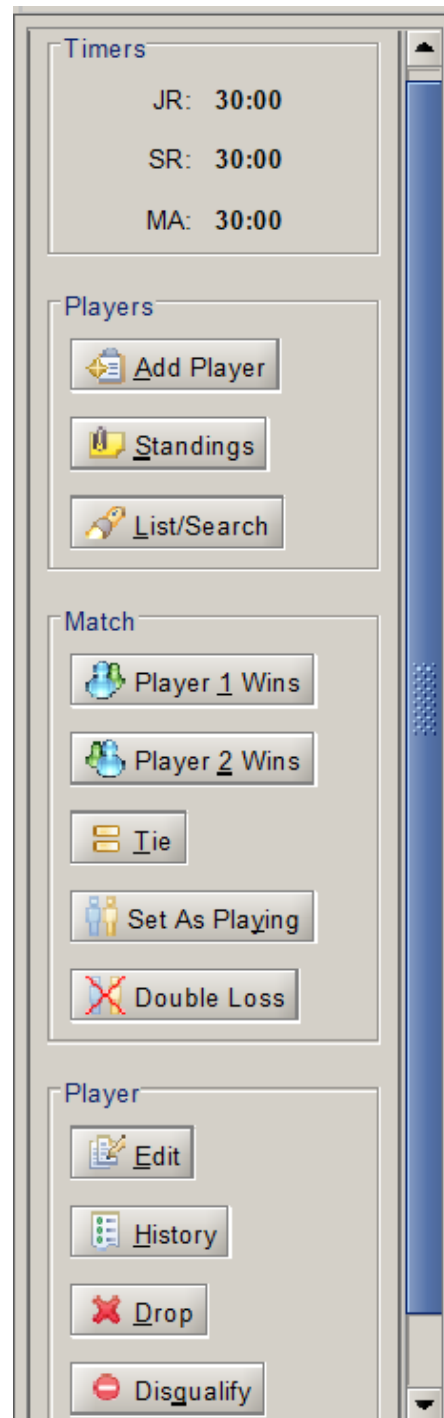 Timers
JR: 30:00
SR: 30:00
MA: 30:00
Players
Add Player
Standings
List/Search
Match
Player 1 Wins
Player 2 Wins
Tie
Set As Playing
Double Loss
Player
Edit
History
Drop
Disqualify